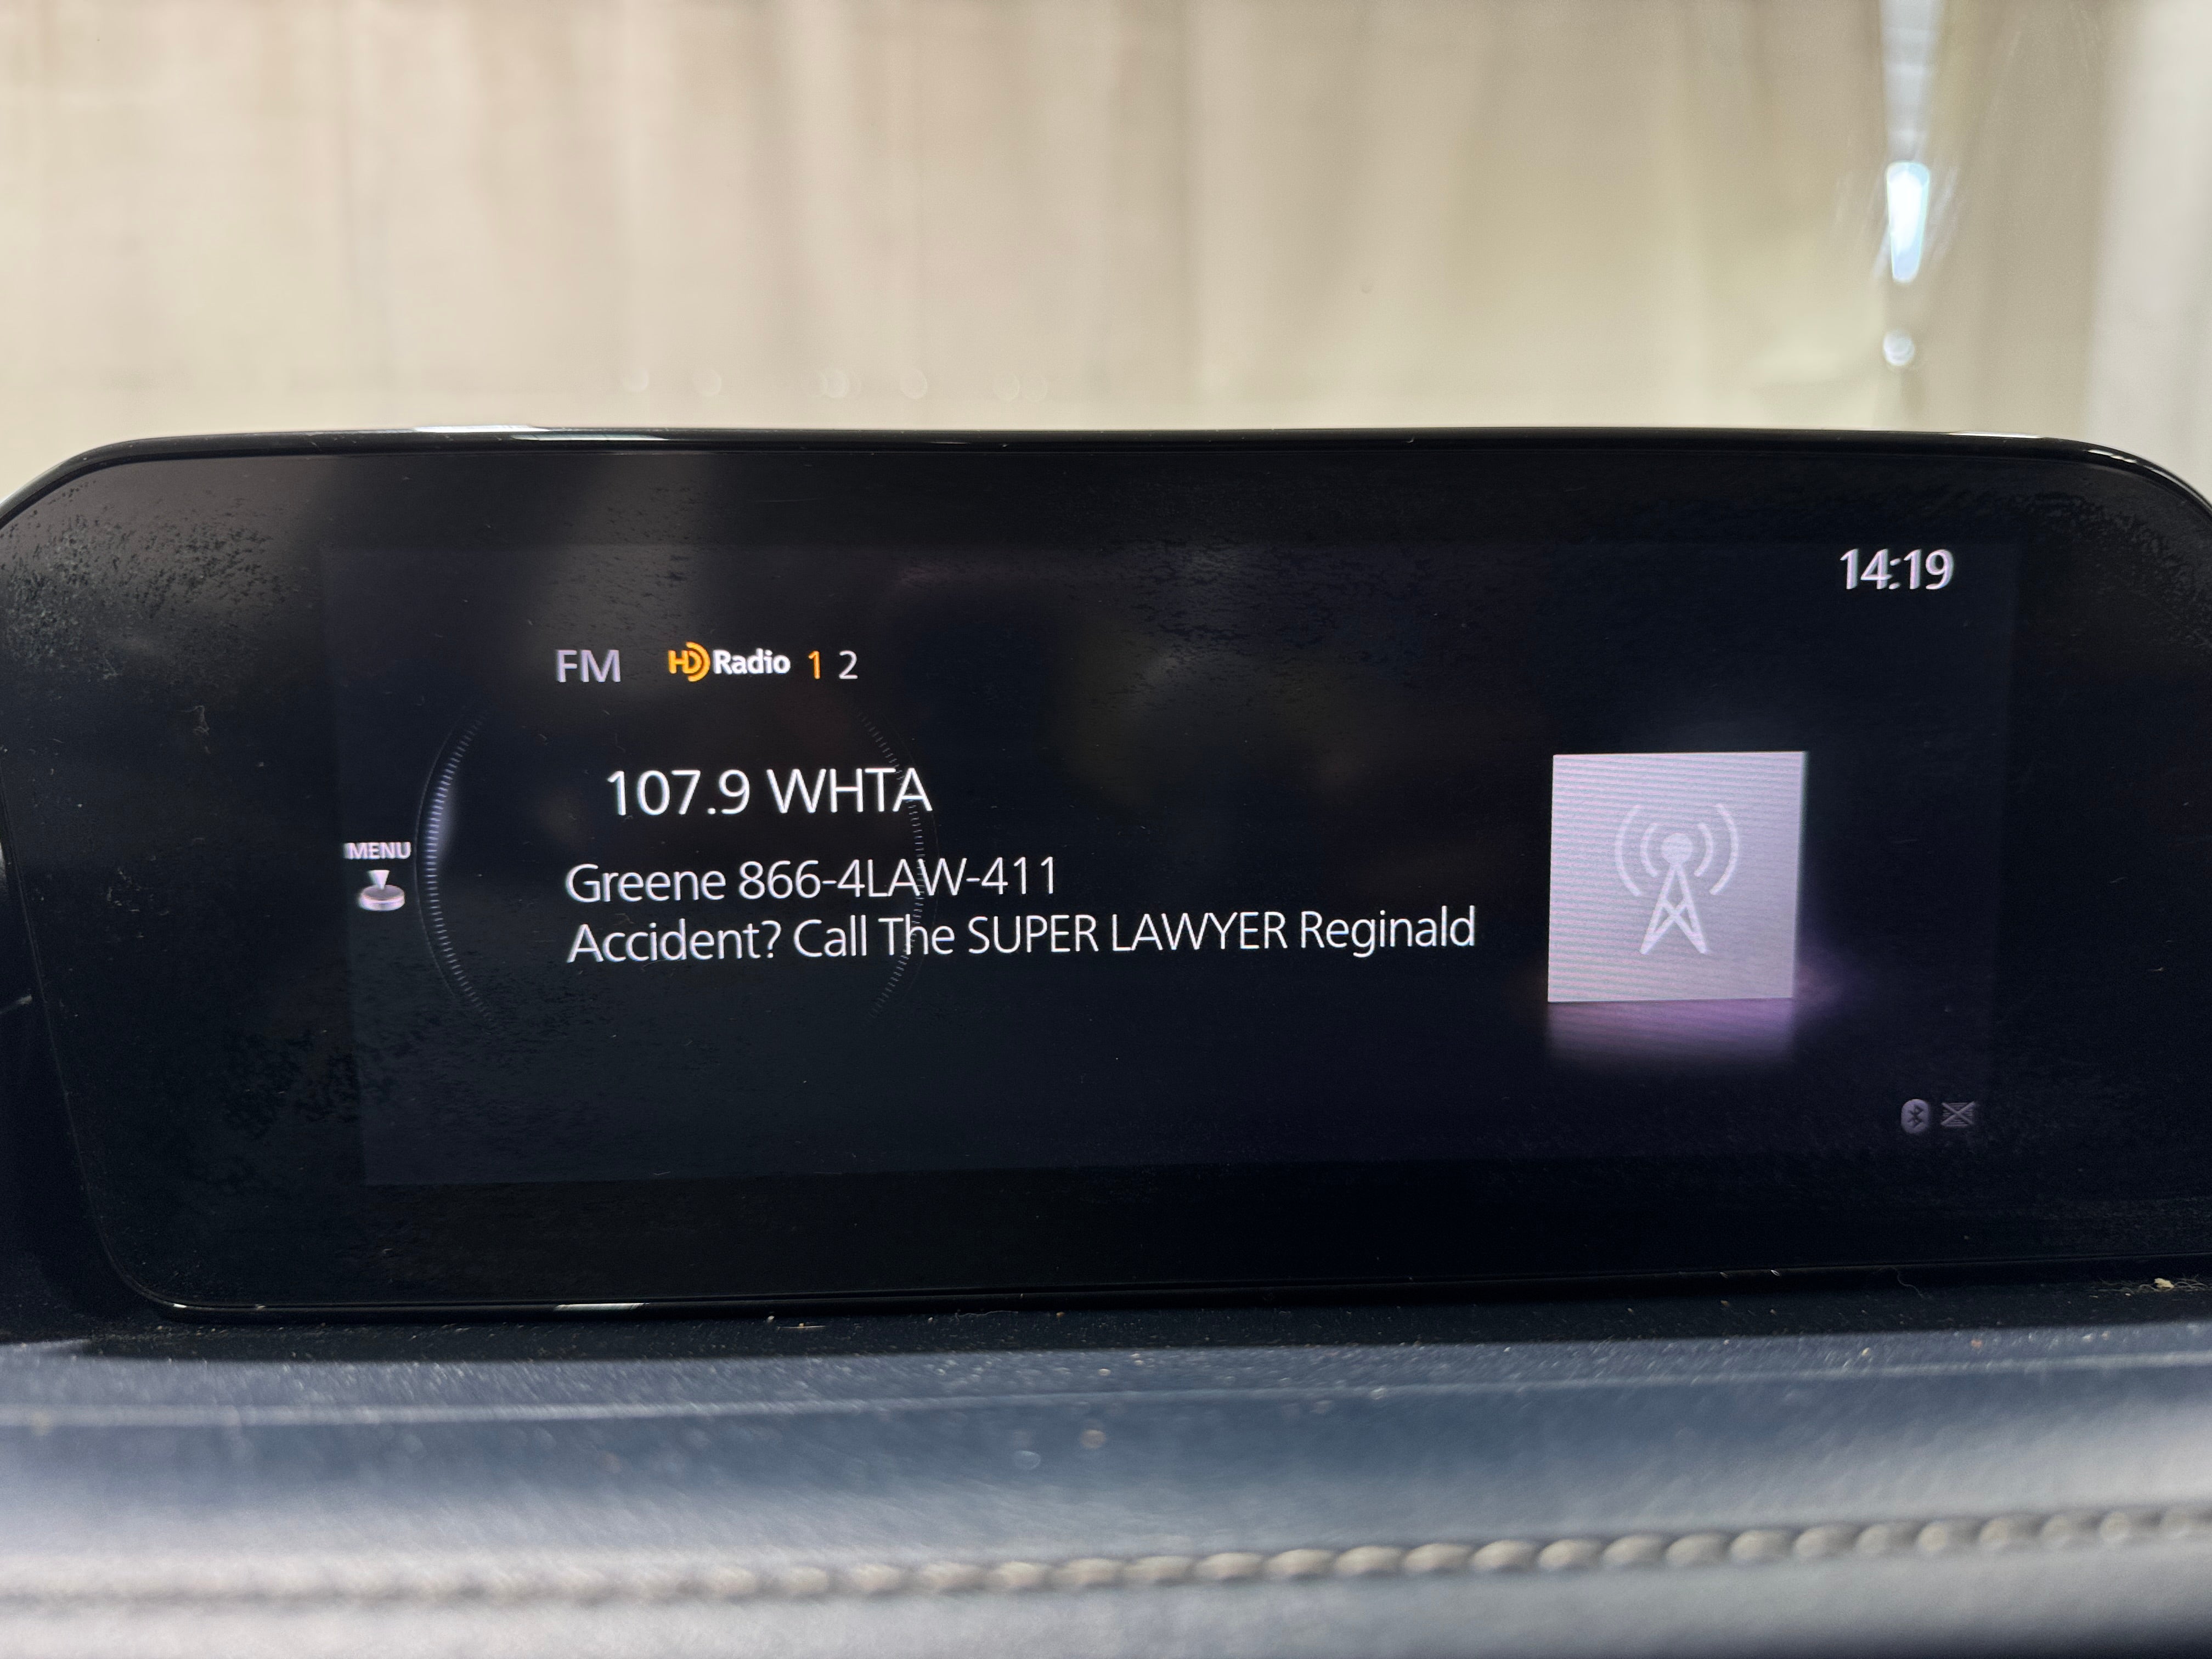 14:19
FM HD Radio 1 2
107.9 WHTA
MENU
Greene 866-4LAW-411
Accident? Call The SUPER LAWYER Reginald